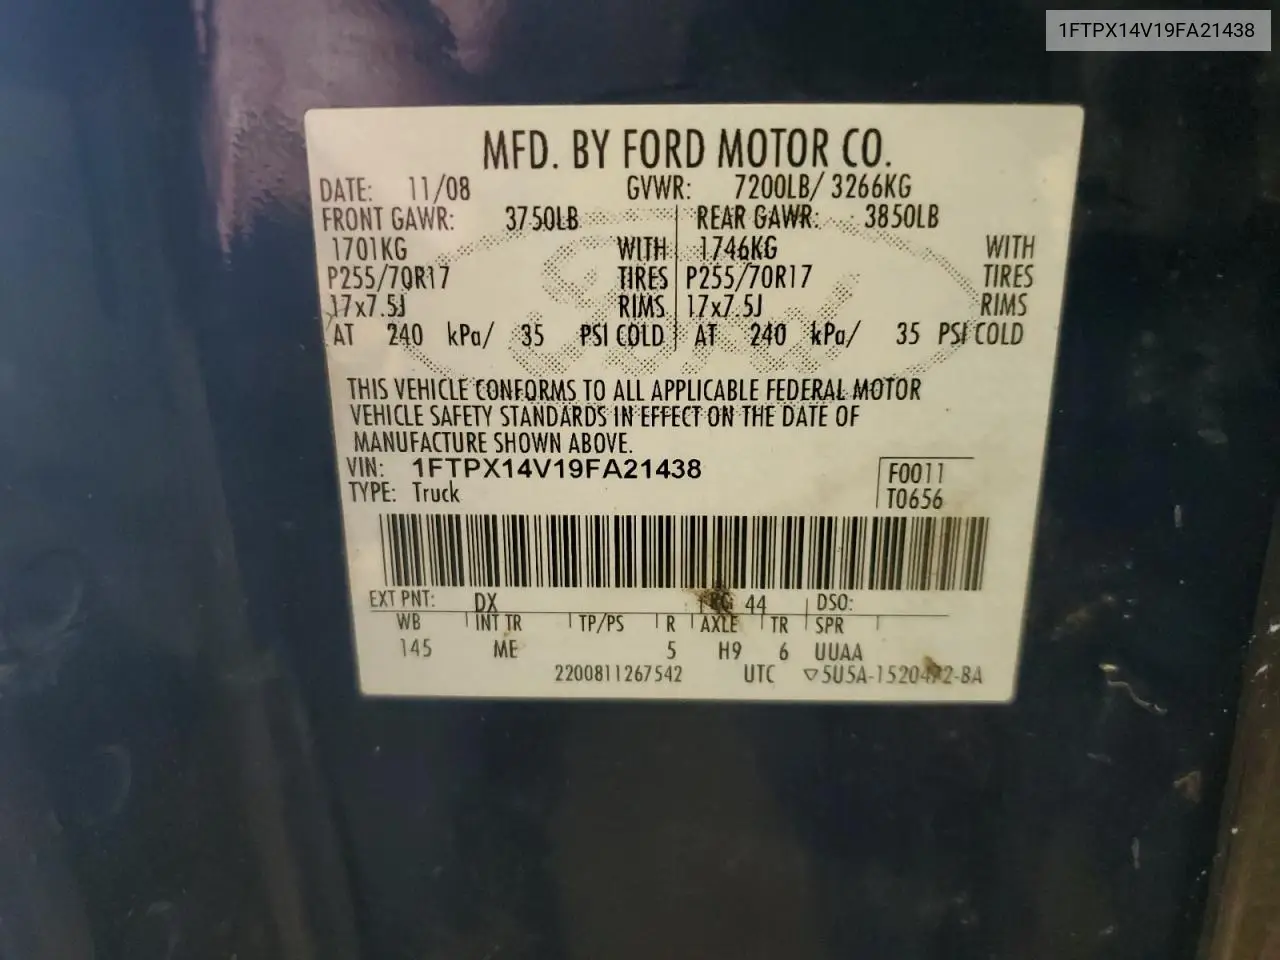 1FTPX14V19FA21438
MFD. BY FORD MOTOR CO.
DATE: 11/08 GVWR: 7200LB/ 3266KG
FRONT GAWR: 3750LB REAR GAWR: 3850LB
1701KG WITH 1746KG WITH
P255/70R17 TIRES P255/70R17 TIRES
17x7.5J RIMS 17x7.5J RIMS
AT 240 kPa/ 35 PSI COLD AT 240 kPa/ 35 PSI COLD
THIS VEHICLE CONFORMS TO ALL APPLICABLE FEDERAL MOTOR
VEHICLE SAFETY STANDARDS IN EFFECT ON THE DATE OF
MANUFACTURE SHOWN ABOVE.
VIN: 1FTPX14V19FA21438 F0011
TYPE: Truck T0656
EXT PNT: DX 44 DSO:
WB INT TR TP/PS R AXLE TR SPR
145 ME 5 H9 6 UUAA
2200811267542 UTC ▽5U5A-1520472-BA